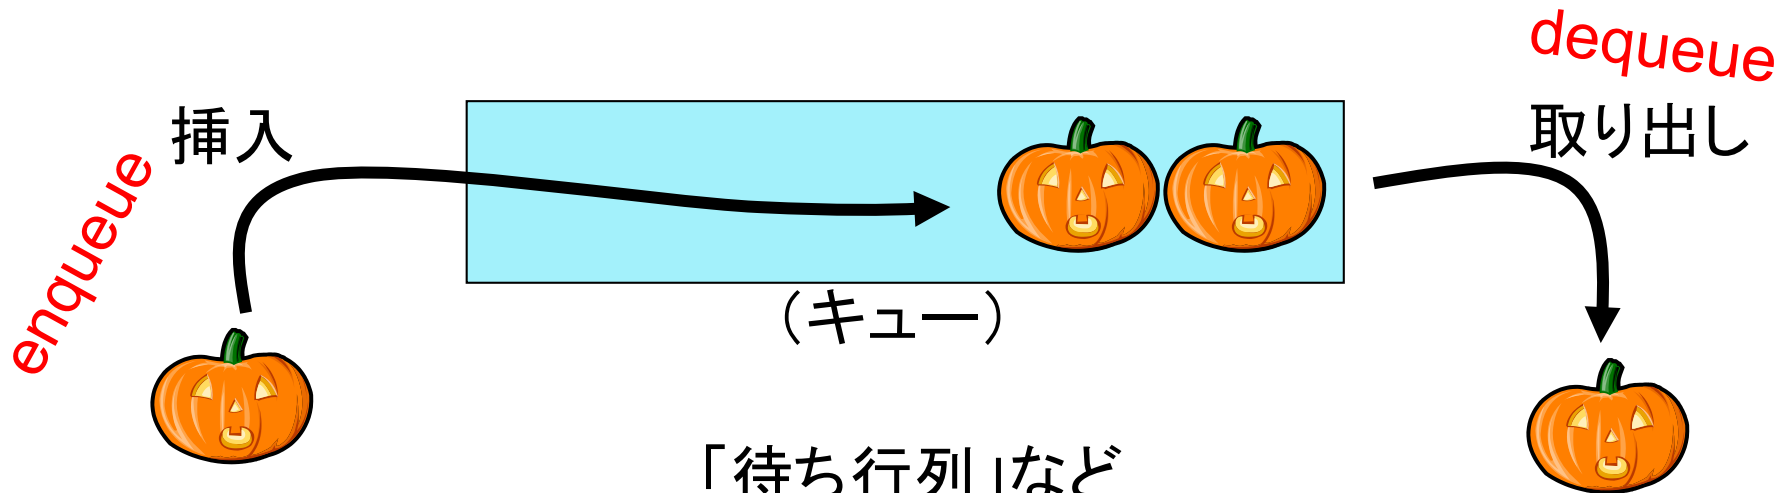 dequeue
挿入
取り出し
enqueue
（キュー）
「待ち行列」など